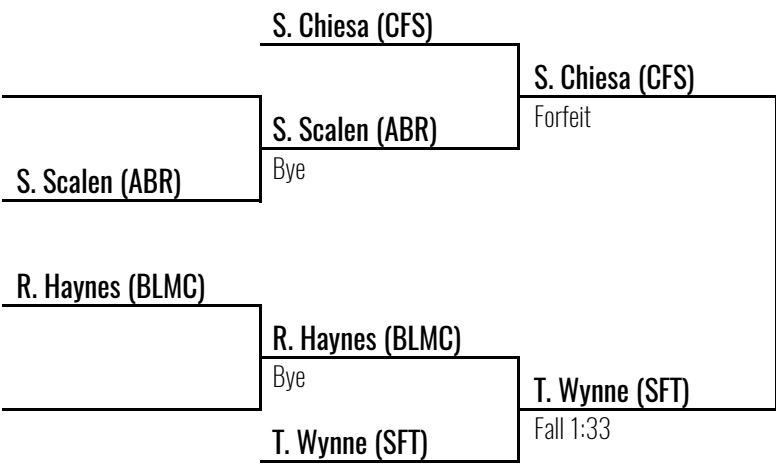 S. Chiesa (CFS)
S. Chiesa (CFS)
Forfeit
S. Scalen (ABR)
Bye
S. Scalen (ABR)
R. Haynes (BLMC)
R. Haynes (BLMC)
Bye
T. Wynne (SFT)
Fall 1:33
T. Wynne (SFT)